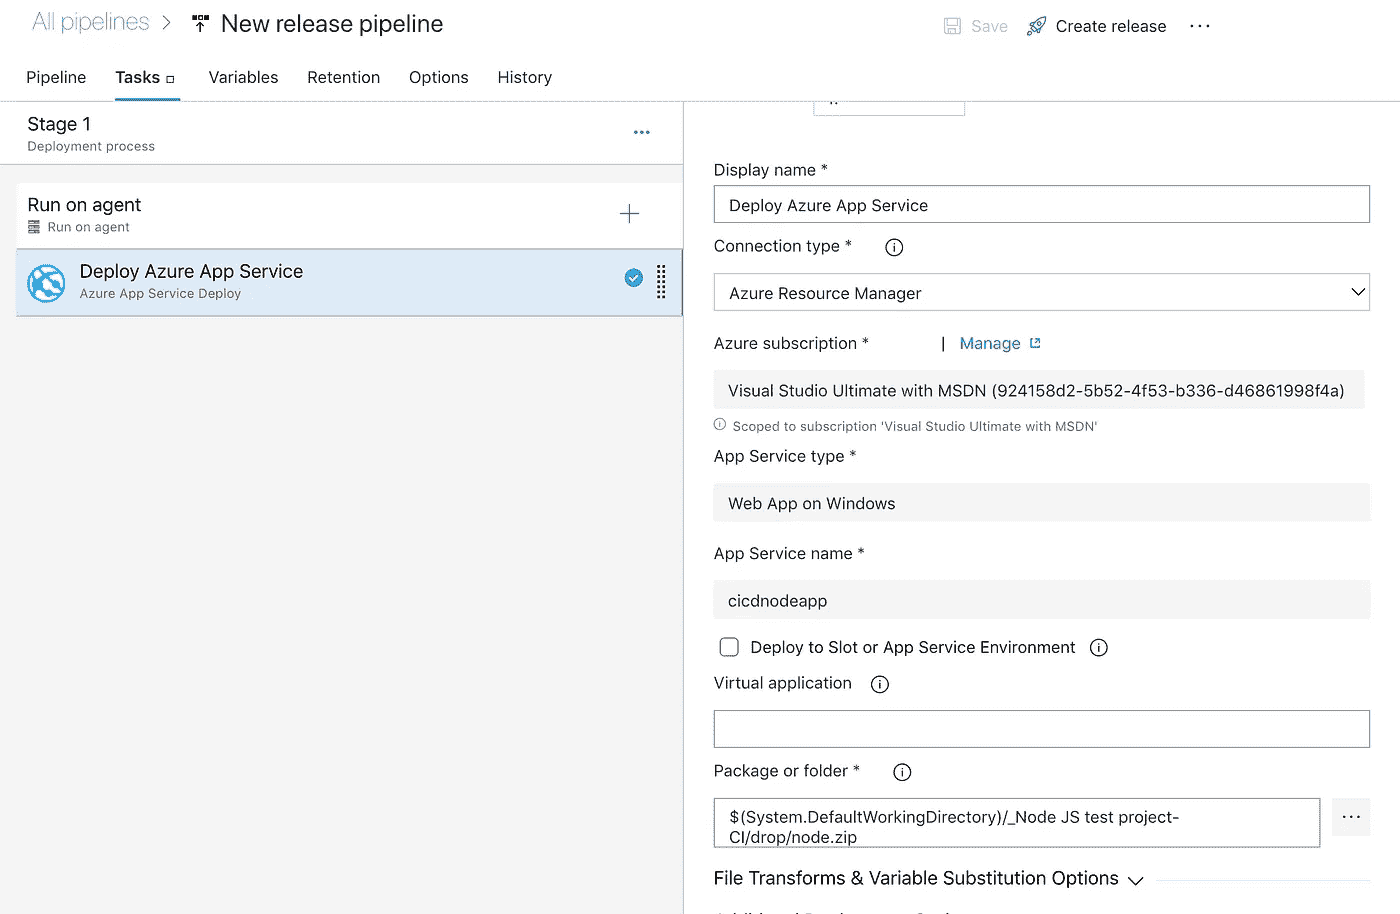 All pipelines > New release pipeline
Save Create release ...
Pipeline Tasks Variables Retention Options History
Stage 1
Deployment process
Run on agent
Run on agent
Deploy Azure App Service
Azure App Service Deploy
Display name *
Deploy Azure App Service
Connection type *
Azure Resource Manager
Azure subscription * | Manage
Visual Studio Ultimate with MSDN (924158d2-5b52-4f53-b336-d46861998f4a)
Scoped to subscription 'Visual Studio Ultimate with MSDN'
App Service type *
Web App on Windows
App Service name *
cicdnodeapp
Deploy to Slot or App Service Environment
Virtual application
Package or folder *
$(System.DefaultWorkingDirectory)/_Node JS test project-
CI/drop/node.zip
File Transforms & Variable Substitution Options